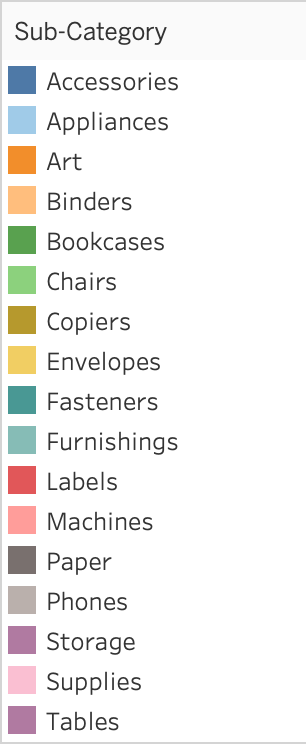 Sub-Category
Accessories
Appliances
Art
Binders
Bookcases
Chairs
Copiers
Envelopes
Fasteners
Furnishings
Labels
Machines
Paper
Phones
Storage
Supplies
Tables